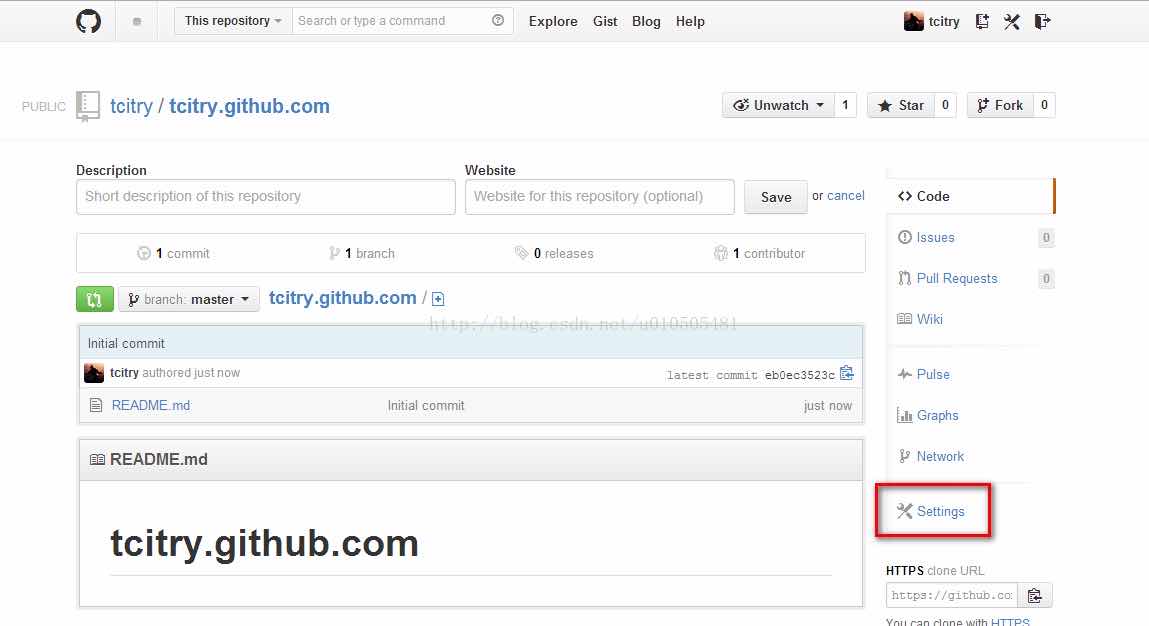 This repository Search or type a command Explore Gist Blog Help tcitry
PUBLIC tcitry / tcitry.github.com Unwatch 1 Star 0 Fork 0
Description Website
Short description of this repository Website for this repository (optional) Save or cancel
1 commit 1 branch 0 releases 1 contributor
branch: master tcitry.github.com /
http://blog.csdn.net/u010505481
Initial commit
tcitry authored just now latest commit eb0ec3523c
README.md Initial commit just now
README.md
tcitry.github.com
Code
Issues 0
Pull Requests 0
Wiki
Pulse
Graphs
Network
Settings
HTTPS clone URL
https://github.co
You can clone with HTTPS